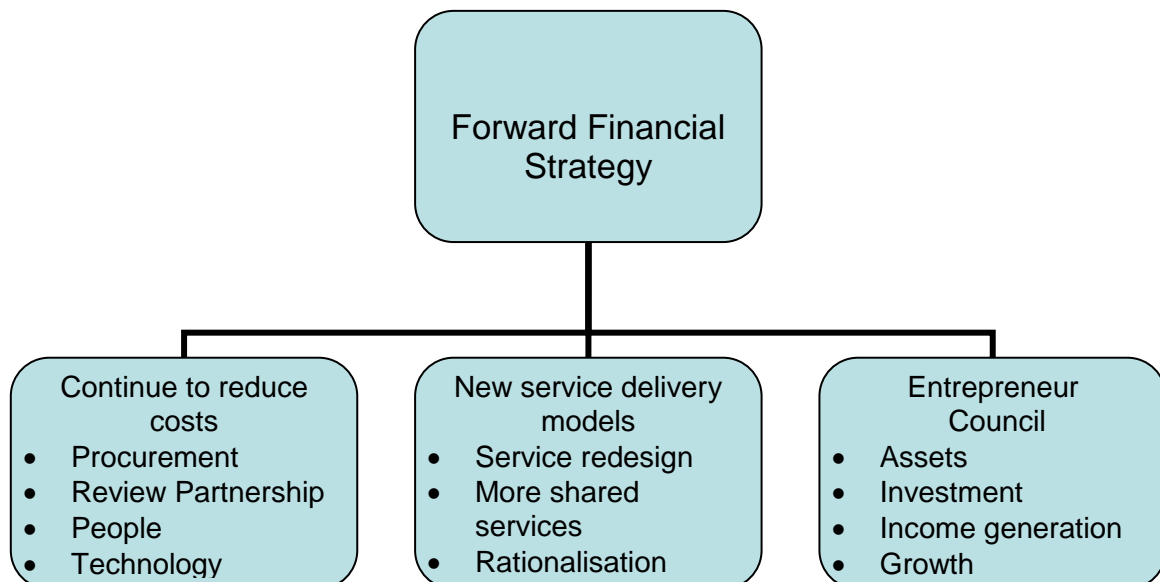 Forward Financial
Strategy
Continue to reduce
costs
• Procurement
• Review Partnership
• People
• Technology
New service delivery
models
• Service redesign
• More shared
services
• Rationalisation
Entrepreneur
Council
• Assets
• Investment
• Income generation
• Growth